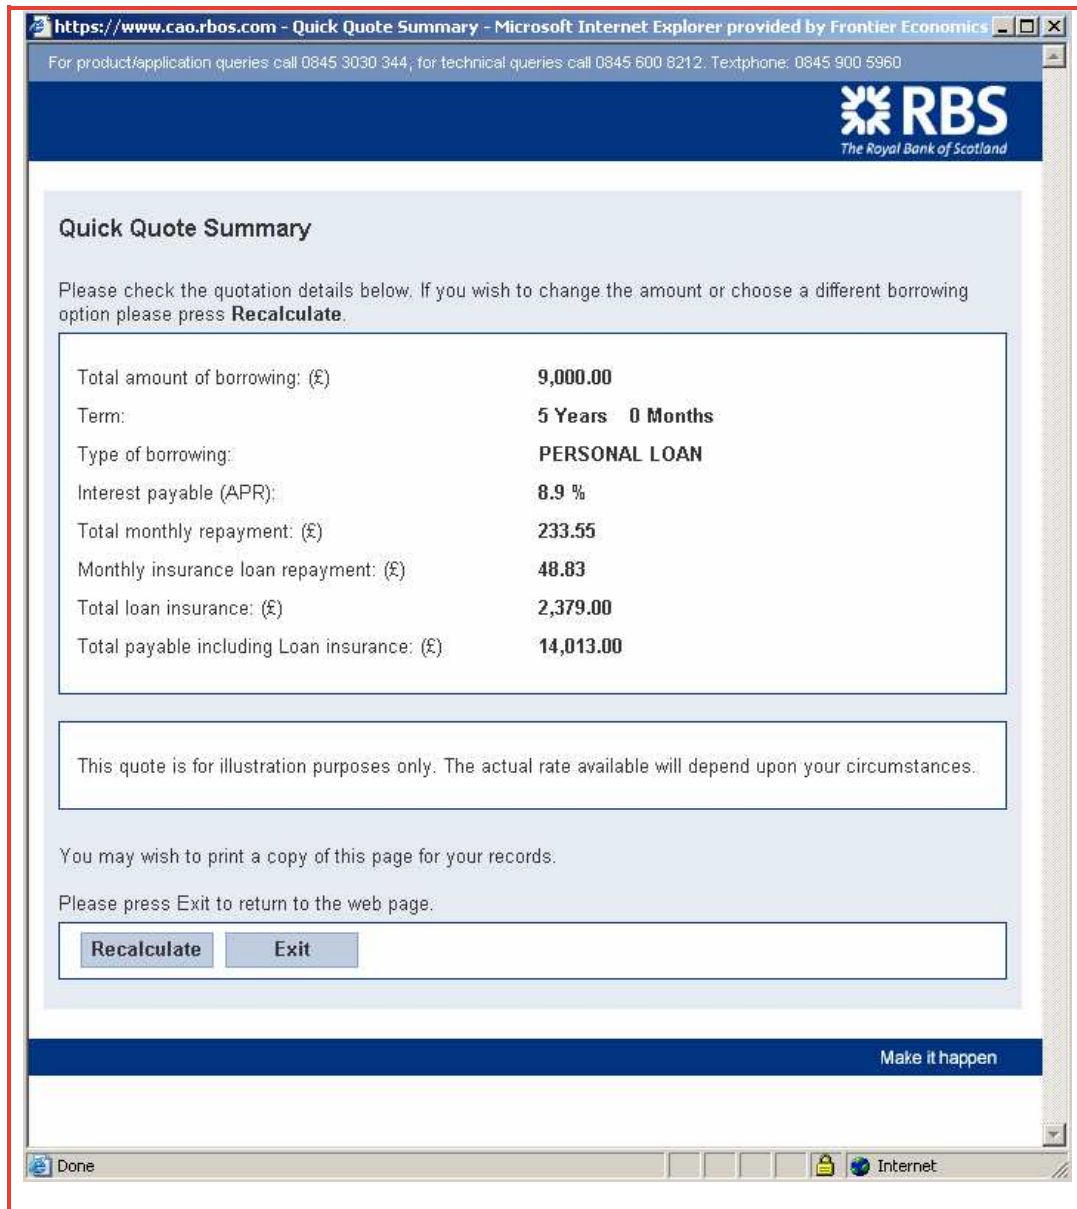 https://www.cao.rbos.com - Quick Quote Summary - Microsoft Internet Explorer provided by Frontier Economics
For product/application queries call 0845 3030 344, for technical queries call 0845 600 8212. Textphone: 0845 900 5960
RBS
The Royal Bank of Scotland
Quick Quote Summary
Please check the quotation details below. If you wish to change the amount or choose a different borrowing
option please press Recalculate.
Total amount of borrowing: (£) 9,000.00
Term: 5 Years 0 Months
Type of borrowing: PERSONAL LOAN
Interest payable (APR): 8.9 %
Total monthly repayment: (£) 233.55
Monthly insurance loan repayment: (£) 48.83
Total loan insurance: (£) 2,379.00
Total payable including Loan insurance: (£) 14,013.00
This quote is for illustration purposes only. The actual rate available will depend upon your circumstances.
You may wish to print a copy of this page for your records.
Please press Exit to return to the web page.
Recalculate Exit
Make it happen
Done Internet